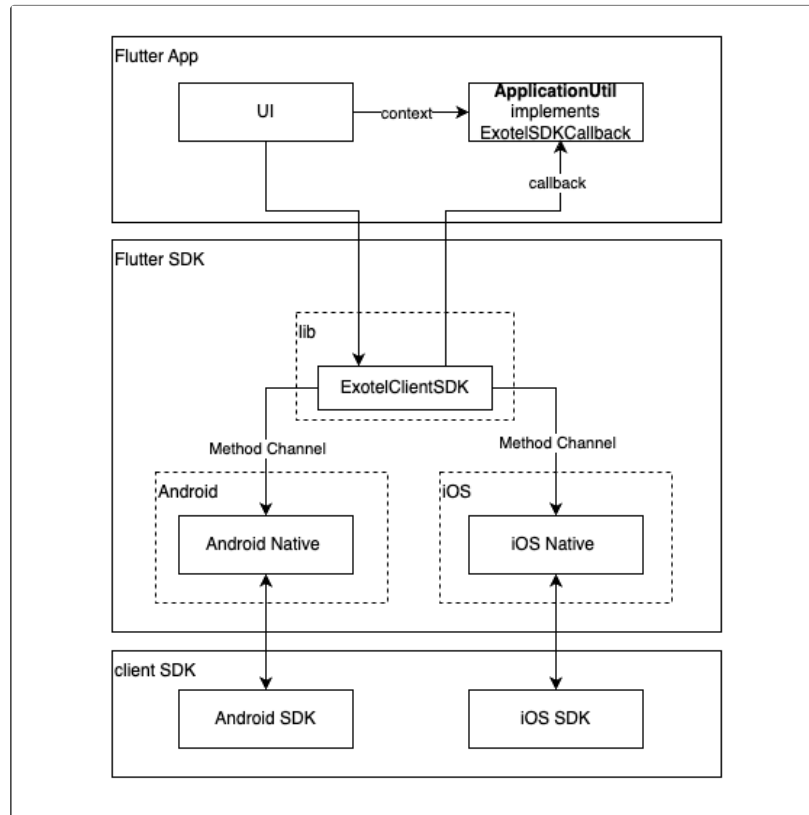 Flutter App
UI
context
ApplicationUtil
implements
ExotelSDKCallback
callback
Flutter SDK
lib
ExotelClientSDK
Method Channel
Method Channel
Android
iOS
Android Native
iOS Native
client SDK
Android SDK
iOS SDK